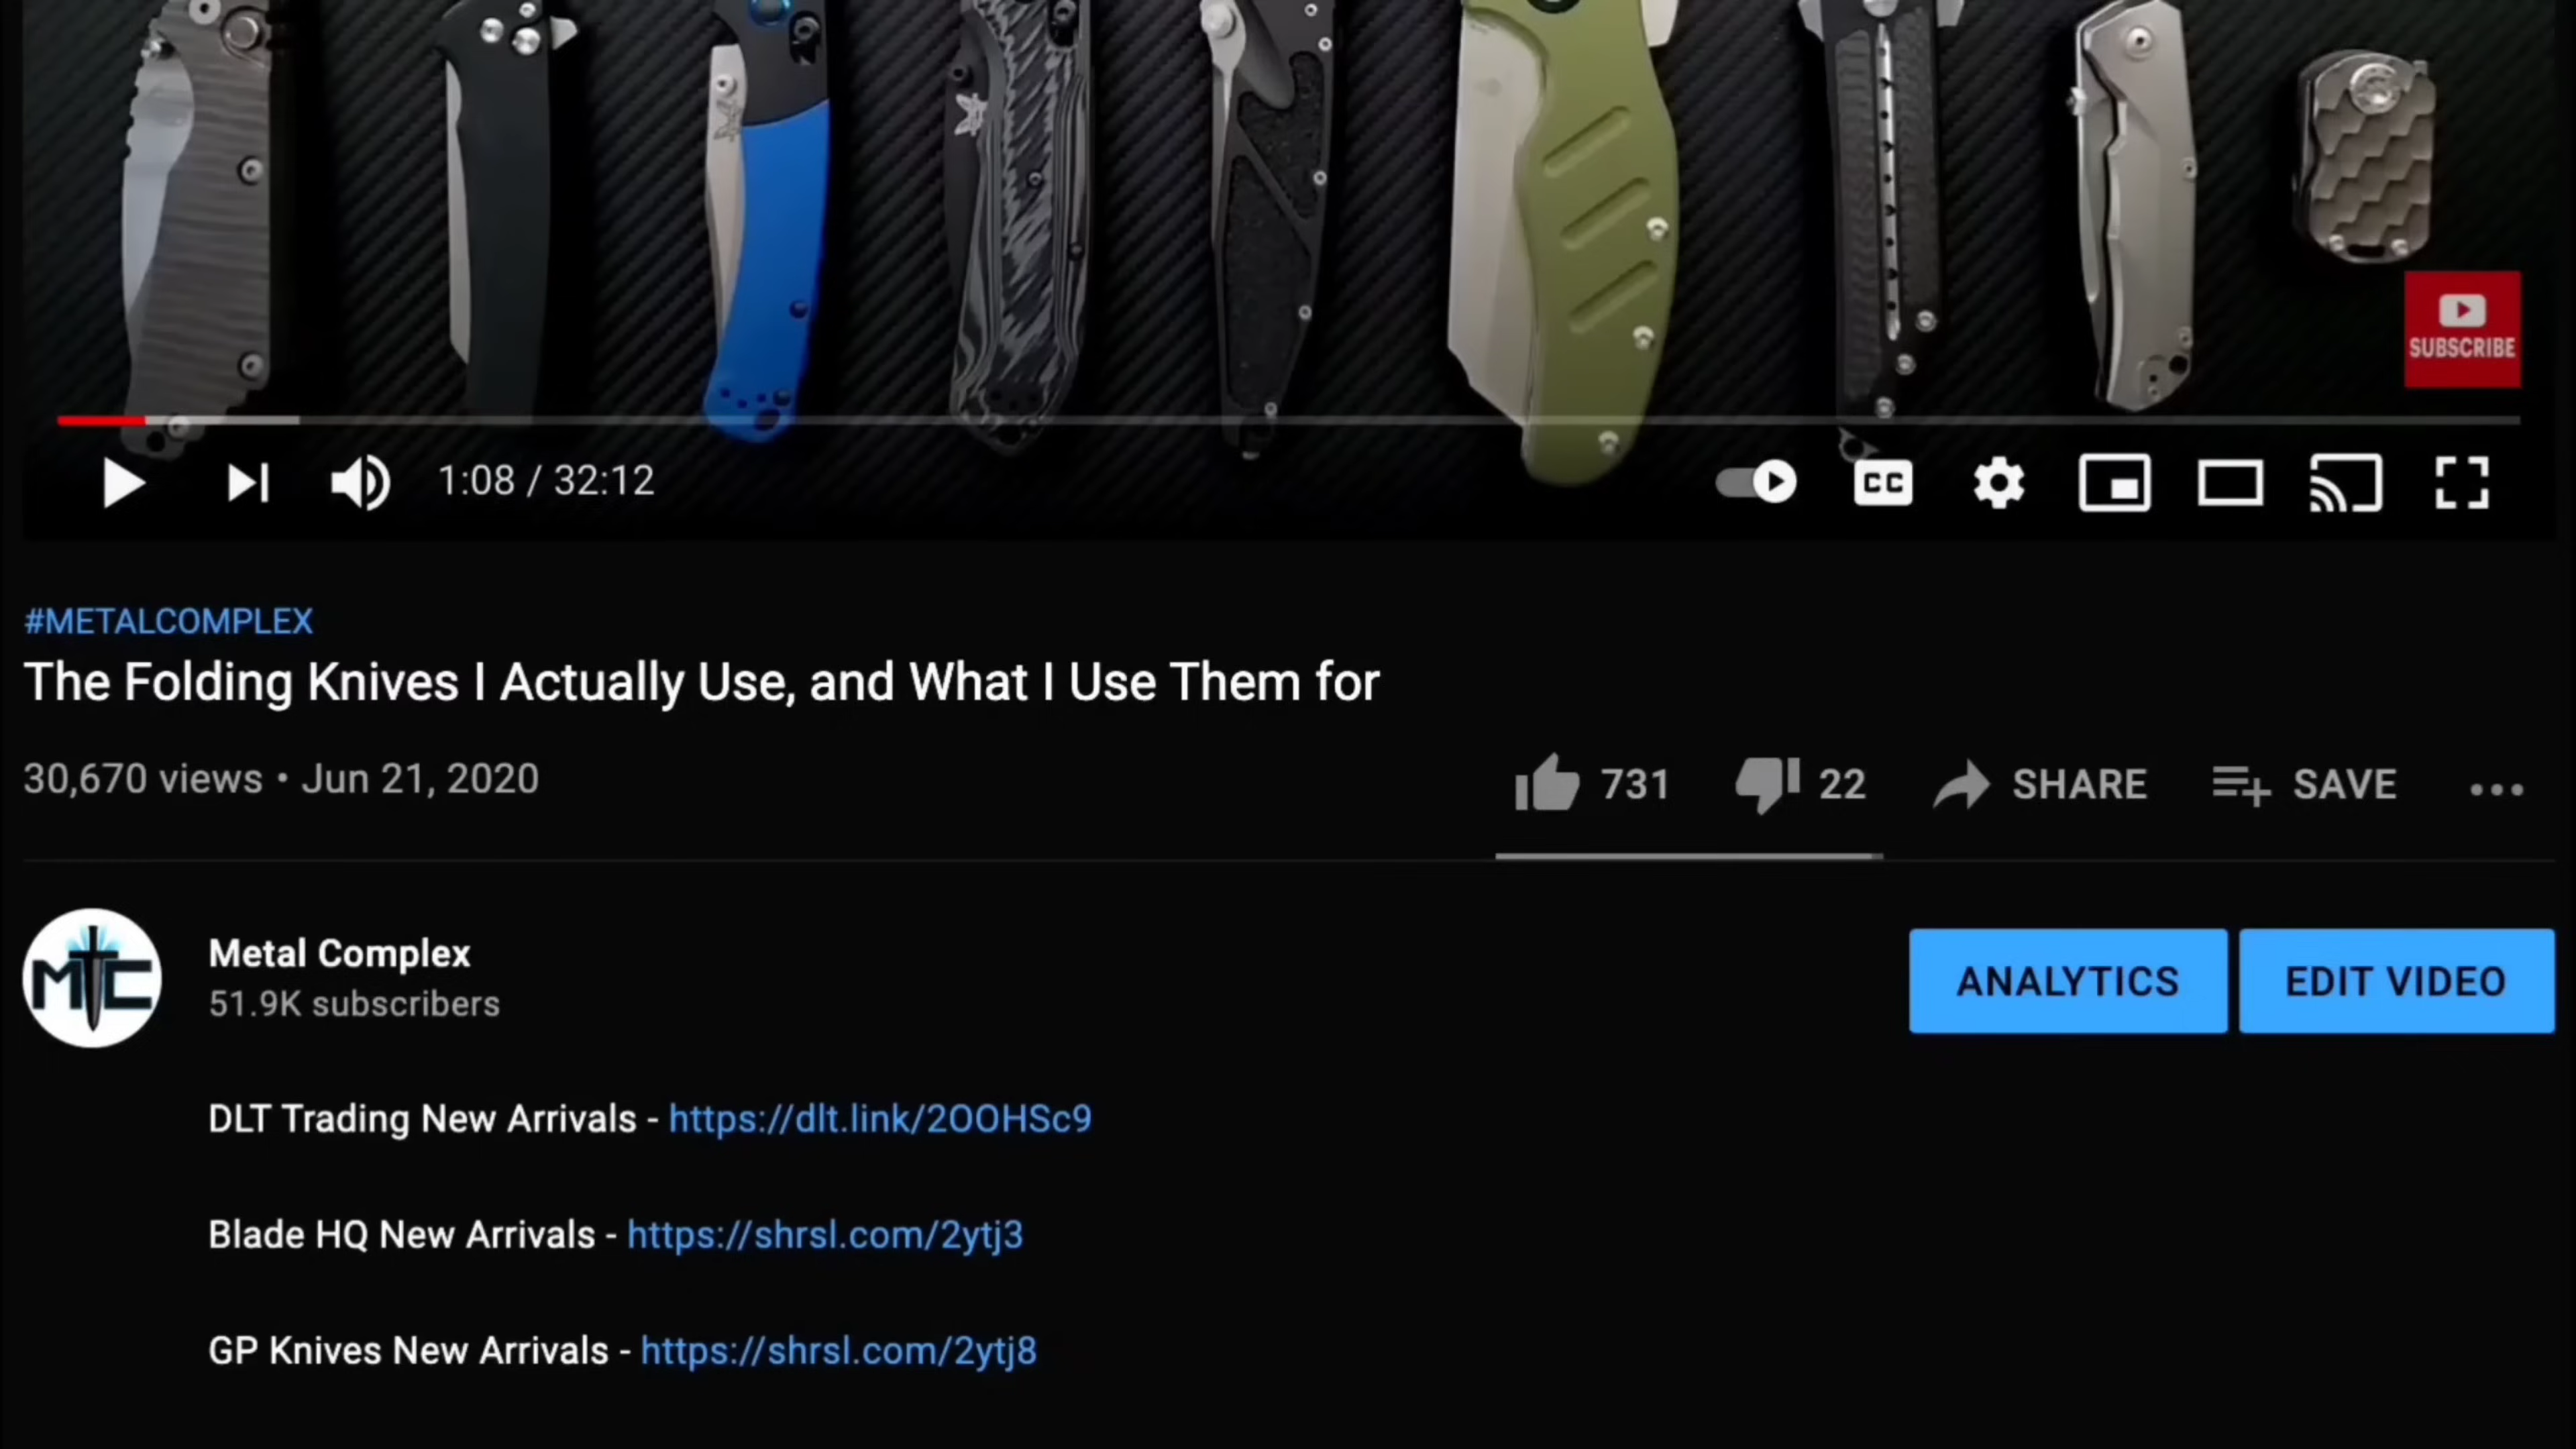 SUBSCRIBE
1:08 / 32:12
CC
#METALCOMPLEX
The Folding Knives I Actually Use, and What I Use Them for
30,670 views • Jun 21, 2020
731 22 SHARE SAVE
MTC
Metal Complex
51.9K subscribers
ANALYTICS EDIT VIDEO
DLT Trading New Arrivals - https://dlt.link/2OOHSc9
Blade HQ New Arrivals - https://shrsl.com/2ytj3
GP Knives New Arrivals - https://shrsl.com/2ytj8